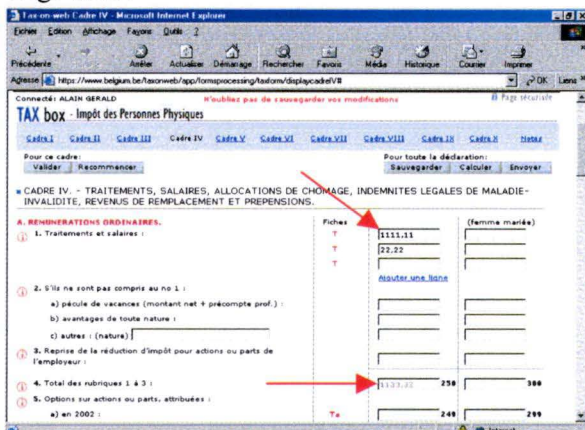 Tax-on-web Cadre IV - Microsoft Internet Explorer
Fichier Edition Affichage Favoris Outils ?
Précédente Arrêter Actualiser Démarrage Rechercher Favoris Média Historique Courrier Imprimer
Adresse https://www.belgium.be/taxonweb/app/formsprocessing/taxform/displaycadreIV# OK Liens »
Connecté: ALAIN GERALD N'oubliez pas de sauvegarder vos modifications Page sécurisée
TAX box - Impôt des Personnes Physiques
Cadre I Cadre II Cadre III Cadre IV Cadre V Cadre VI Cadre VII Cadre VIII Cadre IX Cadre X Notes
Pour ce cadre: Pour toute la déclaration:
Valider Recommencer Sauvegarder Calculer Envoyer
CADRE IV. - TRAITEMENTS, SALAIRES, ALLOCATIONS DE CHOMAGE, INDEMNITES LEGALES DE MALADIE-
INVALIDITE, REVENUS DE REMPLACEMENT ET PREPENSIONS.
A. REMUNERATIONS ORDINAIRES. Fiches (femme mariée)
1. Traitements et salaires : T 1111,11
T 22,22
T
Ajouter une ligne
2. S'ils ne sont pas compris au no 1 :
a) pécule de vacances (montant net + précompte prof.) :
b) avantages de toute nature :
c) autres : (nature)
3. Reprise de la réduction d'impôt pour actions ou parts de
l'employeur :
4. Total des rubriques 1 à 3 : 1133,33 250 300
5. Options sur actions ou parts, attribuées :
a) en 2002 : Ta 249 299
Internet